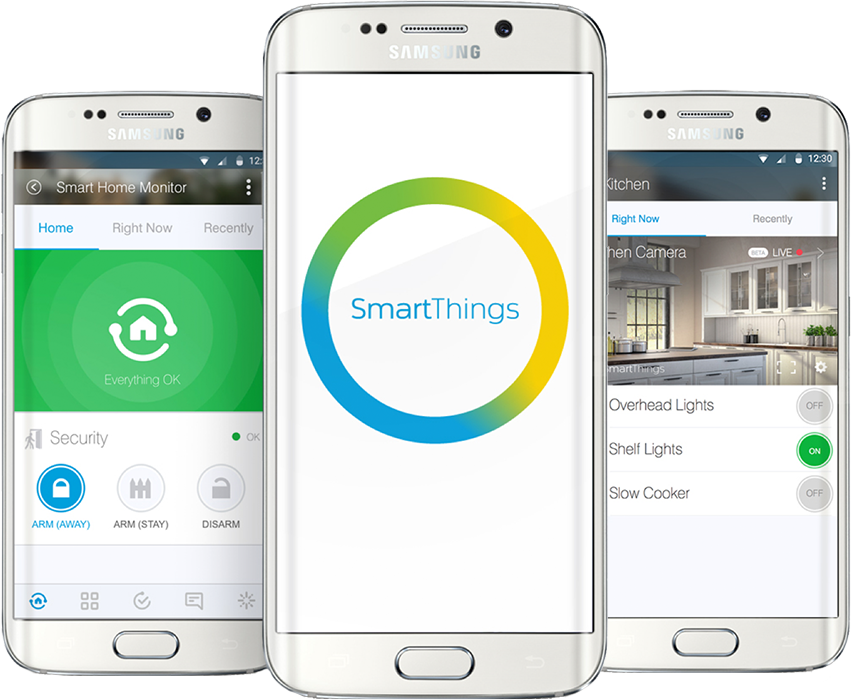 SAMSUNG
12:
Smart Home Monitor
Home Right Now Recently
Everything OK
Security OK
ARM (AWAY) ARM (STAY) DISARM
SAMSUNG
SmartThings
SAMSUNG
12:30
Kitchen
Right Now Recently
hen Camera BETA LIVE
SmartThings
Overhead Lights OFF
Shelf Lights ON
Slow Cooker OFF